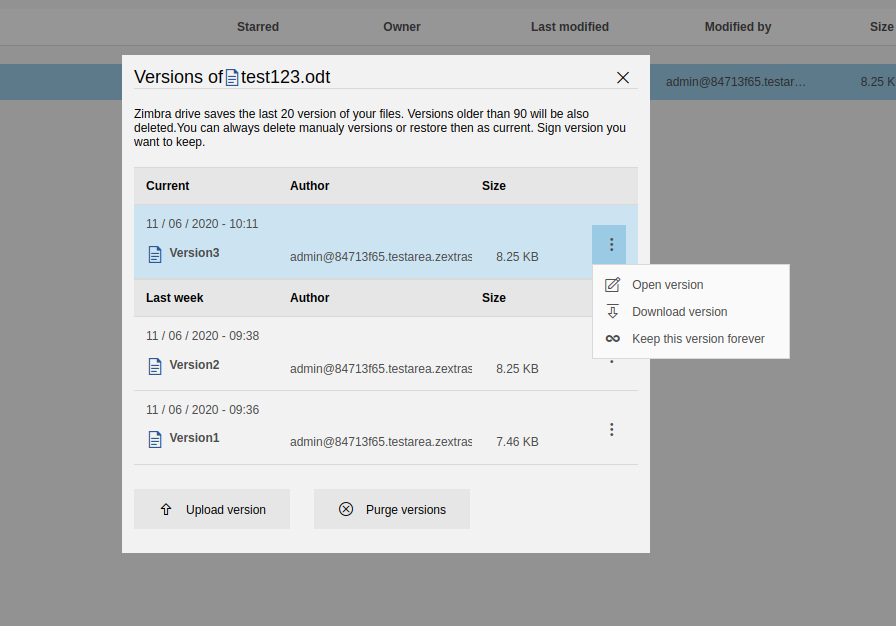 Starred Owner Last modified Modified by Size
admin@84713f65.testar… 8.25 K
Versions of test123.odt
Zimbra drive saves the last 20 version of your files. Versions older than 90 will be also
deleted.You can always delete manualy versions or restore then as current. Sign version you
want to keep.
Current Author Size
11 / 06 / 2020 - 10:11
Version3 admin@84713f65.testarea.zextras 8.25 KB
Open version
Download version
Keep this version forever
Last week Author Size
11 / 06 / 2020 - 09:38
Version2 admin@84713f65.testarea.zextras 8.25 KB
11 / 06 / 2020 - 09:36
Version1 admin@84713f65.testarea.zextras 7.46 KB
Upload version Purge versions